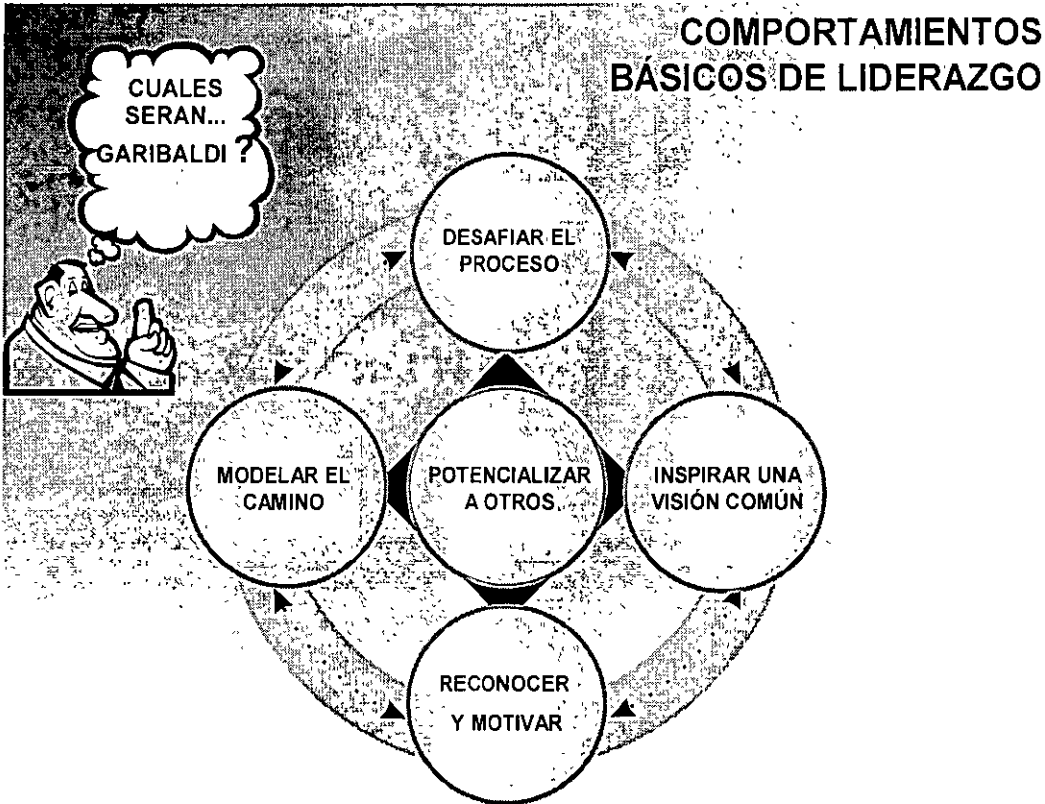 COMPORTAMIENTOS
BÁSICOS DE LIDERAZGO
CUALES
SERAN...
GARIBALDI ?
DESAFIAR EL
PROCESO
MODELAR EL
CAMINO
POTENCIALIZAR
A OTROS
INSPIRAR UNA
VISIÓN COMÚN
RECONOCER
Y MOTIVAR